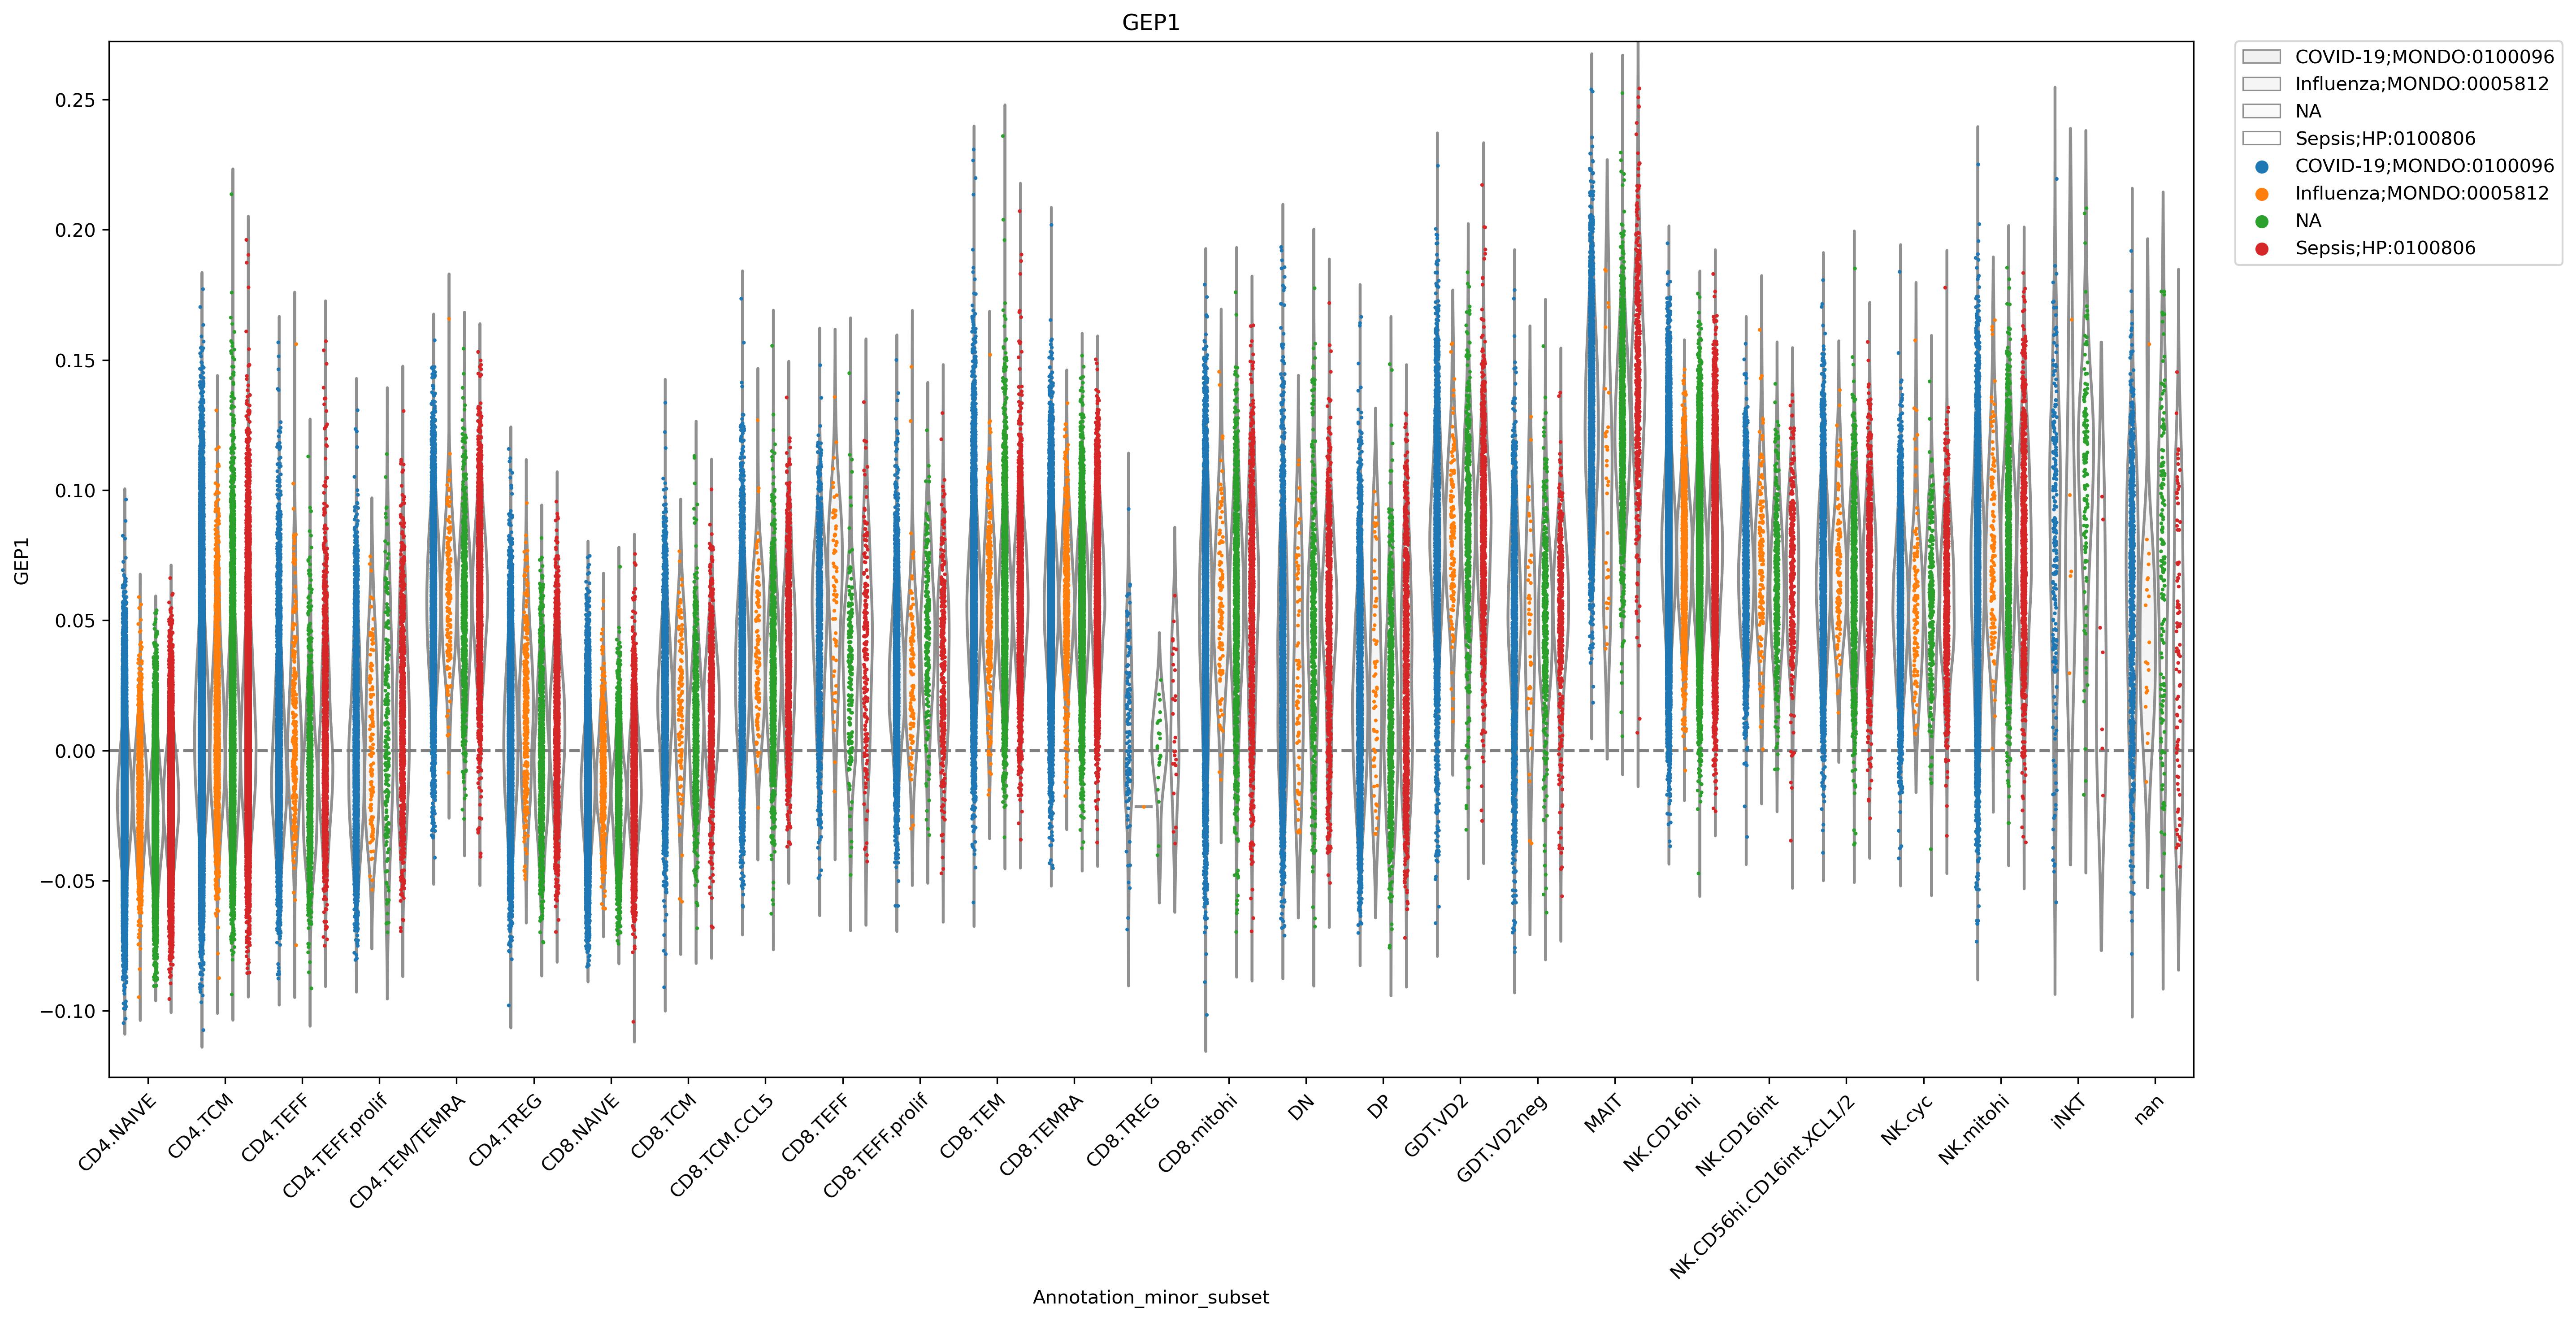 GEP1
COVID-19;MONDO:0100096
Influenza;MONDO:0005812
NA
Sepsis;HP:0100806
COVID-19;MONDO:0100096
Influenza;MONDO:0005812
NA
Sepsis;HP:0100806
GEP1
0.25
0.20
0.15
0.10
0.05
0.00
−0.05
−0.10
CD4.NAIVE
CD4.TCM
CD4.TEFF
CD4.TEFF.prolif
CD4.TEM/TEMRA
CD4.TREG
CD8.NAIVE
CD8.TCM
CD8.TCM.CCL5
CD8.TEFF
CD8.TEFF.prolif
CD8.TEM
CD8.TEMRA
CD8.TREG
CD8.mitohi
DN
DP
GDT.VD2
GDT.VD2neg
MAIT
NK.CD16hi
NK.CD16int
NK.CD56hi.CD16int.XCL1/2
NK.cyc
NK.mitohi
iNKT
nan
Annotation_minor_subset